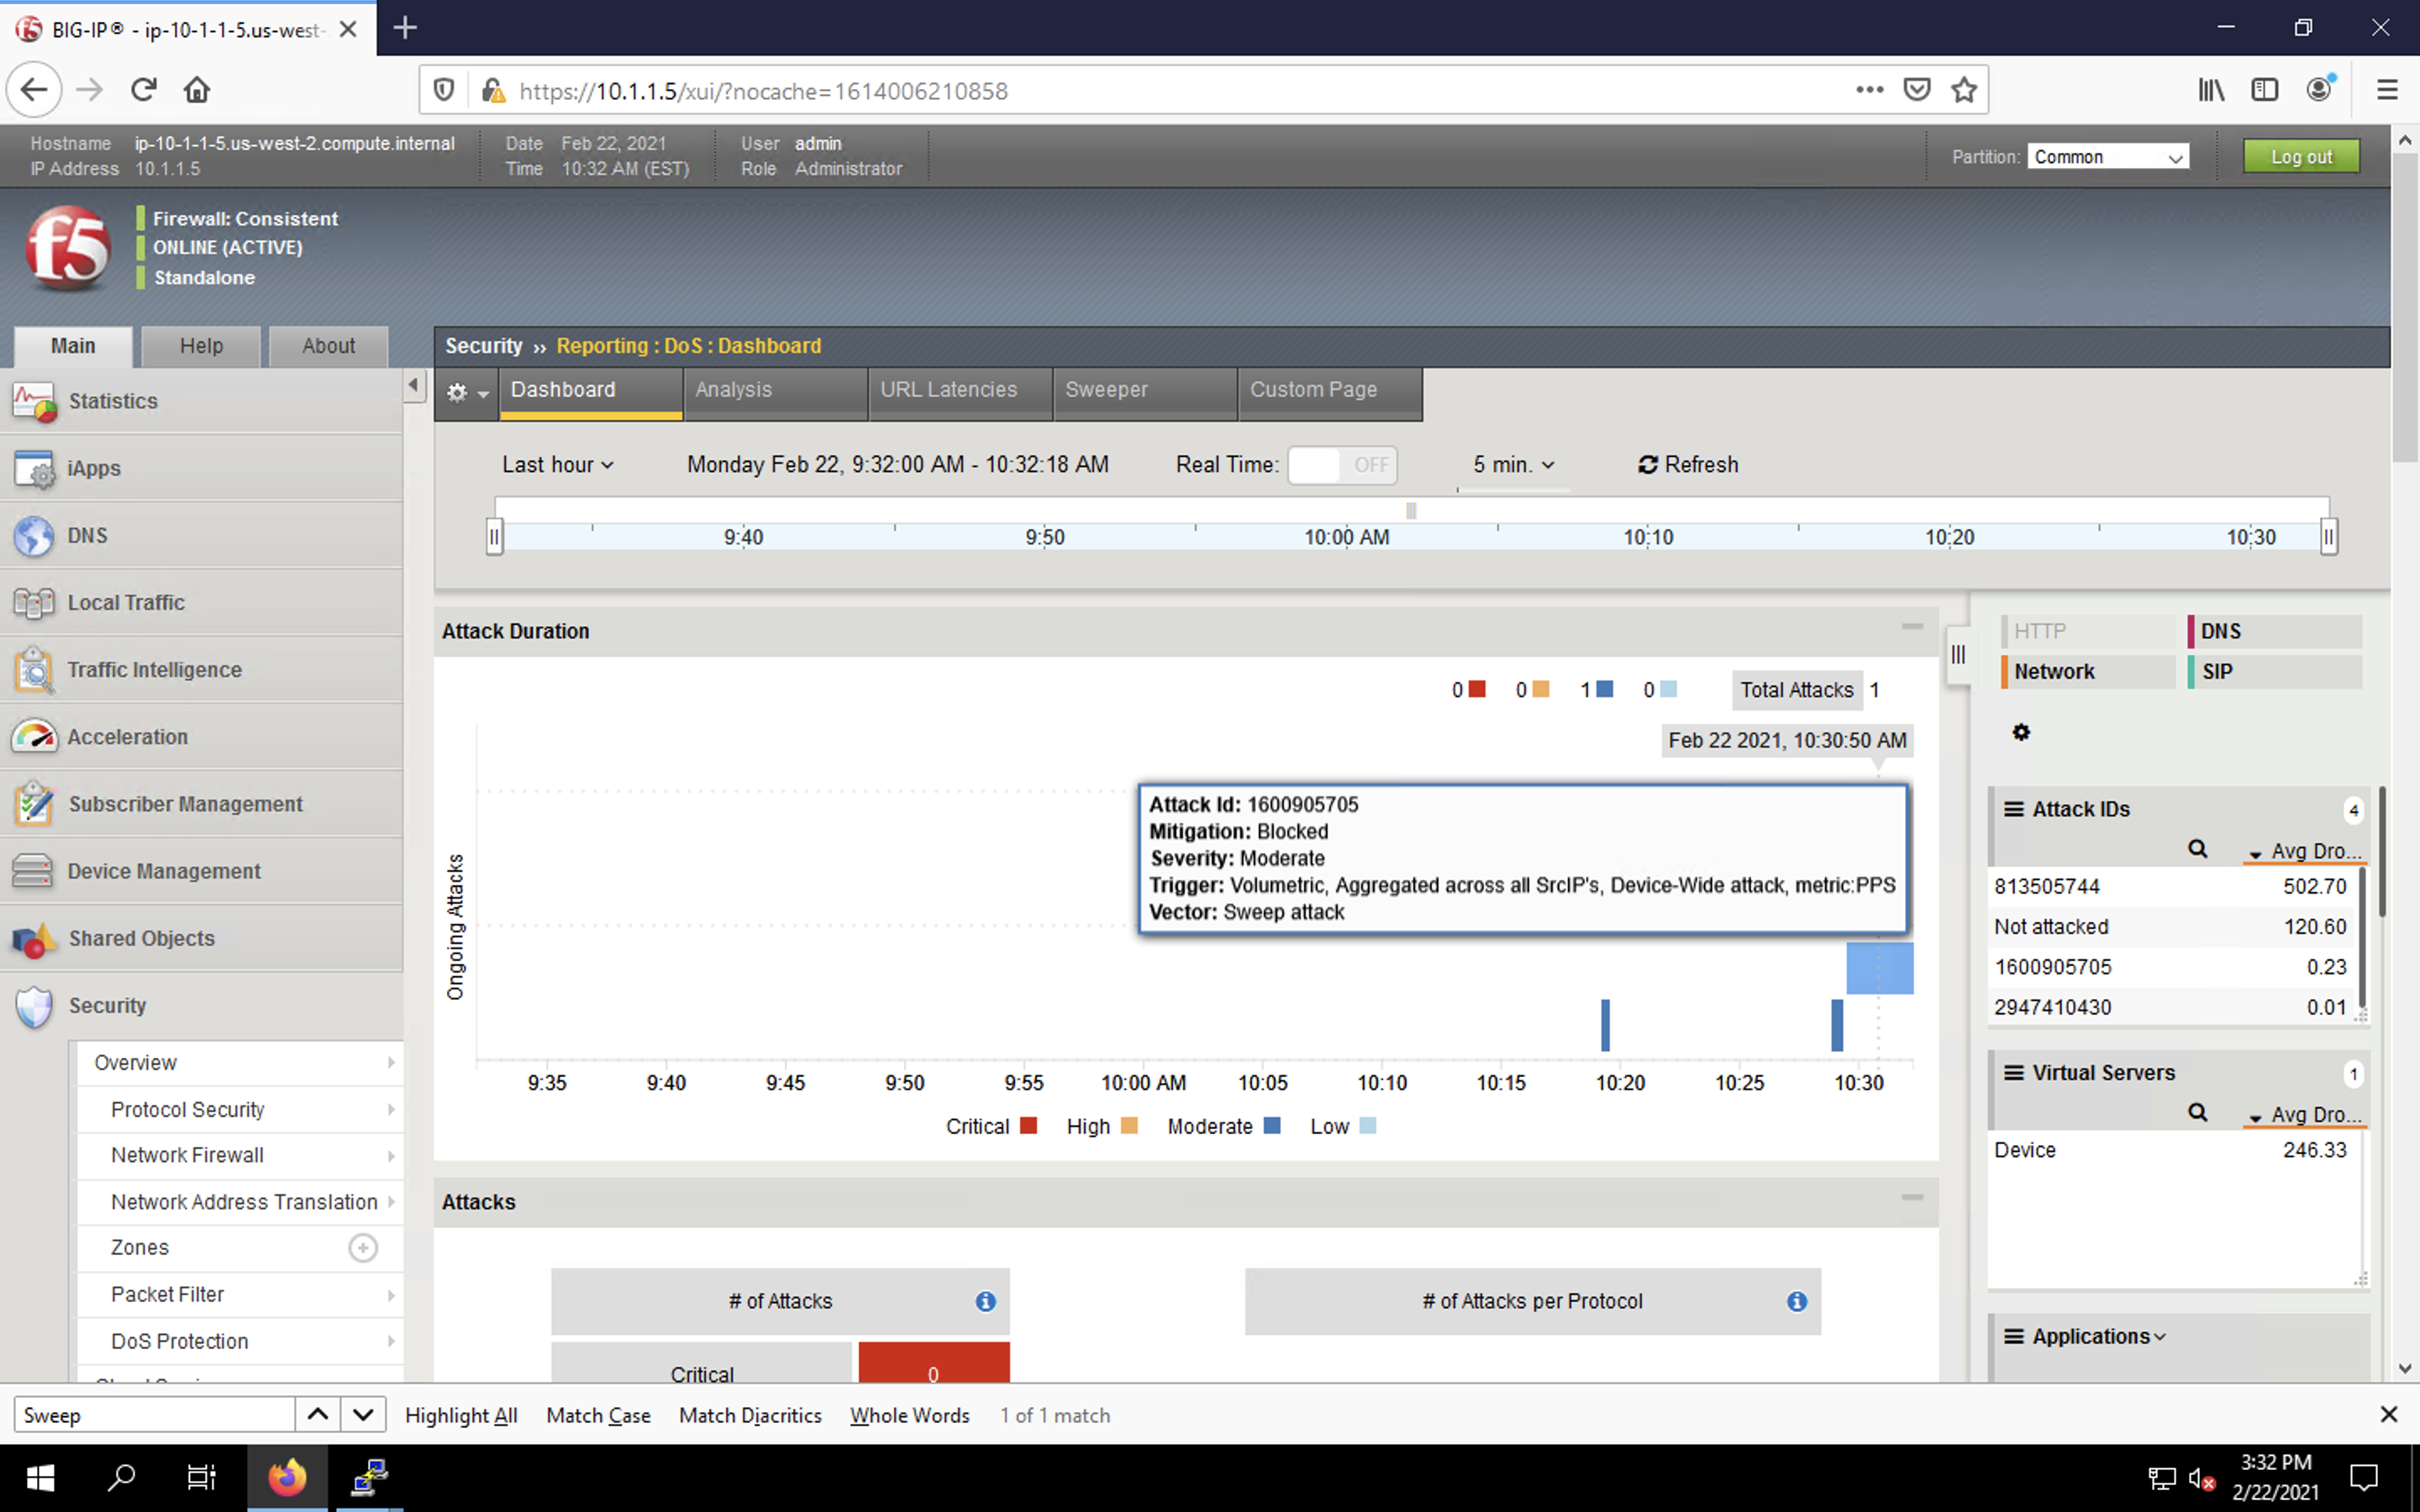 BIG-IP® - ip-10-1-1-5.us-west-
https://10.1.1.5/xui/?nocache=1614006210858
Hostname ip-10-1-1-5.us-west-2.compute.internal
IP Address 10.1.1.5
Date Feb 22, 2021
Time 10:32 AM (EST)
User admin
Role Administrator
Partition: Common
Log out
f5
Firewall: Consistent
ONLINE (ACTIVE)
Standalone
Main Help About
Security ›› Reporting : DoS : Dashboard
Dashboard Analysis URL Latencies Sweeper Custom Page
Statistics
iApps
DNS
Local Traffic
Traffic Intelligence
Acceleration
Subscriber Management
Device Management
Shared Objects
Security
Overview
Protocol Security
Network Firewall
Network Address Translation
Zones
Packet Filter
DoS Protection
Last hour Monday Feb 22, 9:32:00 AM - 10:32:18 AM Real Time: OFF 5 min. Refresh
9:40 9:50 10:00 AM 10:10 10:20 10:30
Attack Duration
0 0 1 0 Total Attacks 1
Feb 22 2021, 10:30:50 AM
Attack Id: 1600905705
Mitigation: Blocked
Severity: Moderate
Trigger: Volumetric, Aggregated across all SrcIP's, Device-Wide attack, metric:PPS
Vector: Sweep attack
Ongoing Attacks
9:35 9:40 9:45 9:50 9:55 10:00 AM 10:05 10:10 10:15 10:20 10:25 10:30
Critical High Moderate Low
Attacks
# of Attacks
# of Attacks per Protocol
Critical 0
HTTP DNS
Network SIP
Attack IDs 4
Avg Dro...
813505744 502.70
Not attacked 120.60
1600905705 0.23
2947410430 0.01
Virtual Servers 1
Avg Dro...
Device 246.33
Applications
Sweep Highlight All Match Case Match Diacritics Whole Words 1 of 1 match
3:32 PM
2/22/2021